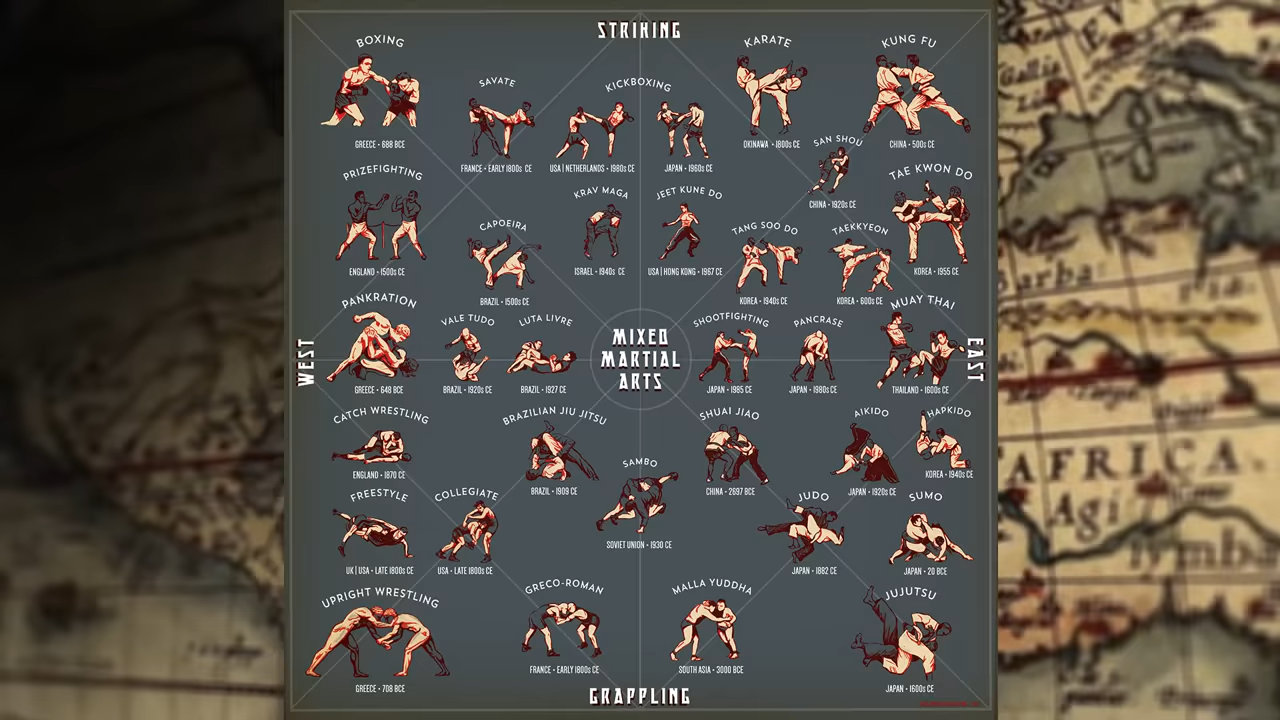 STRIKING
BOXING
GREECE • 688 BCE
SAVATE
FRANCE • EARLY 1800s CE
KICKBOXING
USA | NETHERLANDS • 1980s CE
JAPAN • 1960s CE
KARATE
OKINAWA • 1800s CE
KUNG FU
CHINA • 500s CE
SAN SHOU
CHINA • 1920s CE
PRIZEFIGHTING
ENGLAND • 1500s CE
CAPOEIRA
BRAZIL • 1500s CE
KRAV MAGA
ISRAEL • 1940s CE
JEET KUNE DO
USA | HONG KONG • 1967 CE
TANG SOO DO
KOREA • 1940s CE
TAEKKYEON
KOREA • 600s CE
TAE KWON DO
KOREA • 1955 CE
WEST
PANKRATION
GREECE • 648 BCE
VALE TUDO
BRAZIL • 1920s CE
LUTA LIVRE
BRAZIL • 1927 CE
MIXED
MARTIAL
ARTS
SHOOTFIGHTING
JAPAN • 1985 CE
PANCRASE
JAPAN • 1980s CE
MUAY THAI
THAILAND • 1600s CE
EAST
CATCH WRESTLING
ENGLAND • 1870 CE
BRAZILIAN JIU JITSU
BRAZIL • 1909 CE
SAMBO
SOVIET UNION • 1930 CE
SHUAI JIAO
CHINA • 2697 BCE
AIKIDO
JAPAN • 1920s CE
HAPKIDO
KOREA • 1940s CE
FREESTYLE
UK | USA • LATE 1800s CE
COLLEGIATE
USA • LATE 1800s CE
JUDO
JAPAN • 1882 CE
SUMO
JAPAN • 20 BCE
UPRIGHT WRESTLING
GREECE • 708 BCE
GRECO-ROMAN
FRANCE • EARLY 1800s CE
MALLA YUDDHA
SOUTH ASIA • 3000 BCE
JUJUTSU
JAPAN • 1600s CE
GRAPPLING
Gallia
AFRICA.
Agi